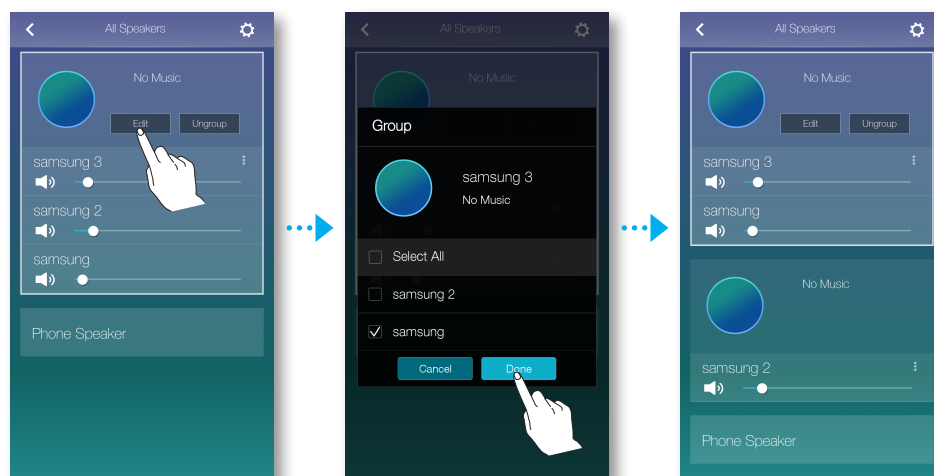 All Speakers
No Music
Edit
Ungroup
samsung 3
samsung 2
samsung
Phone Speaker
All Speakers
No Music
Group
samsung 3
No Music
Select All
samsung 2
samsung
Cancel
Done
All Speakers
No Music
Edit
Ungroup
samsung 3
samsung
No Music
samsung 2
Phone Speaker